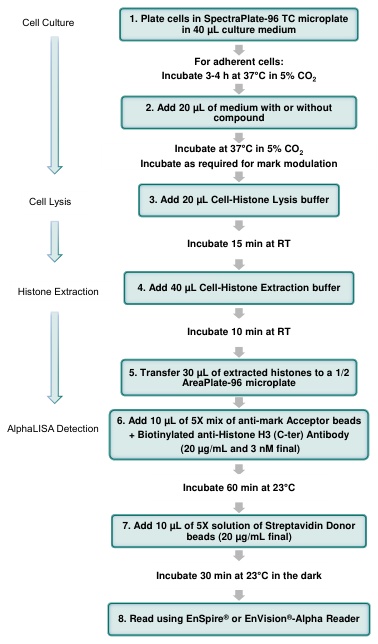 Cell Culture
1. Plate cells in SpectraPlate-96 TC microplate
in 40 µL culture medium
For adherent cells:
Incubate 3-4 h at 37°C in 5% CO₂
2. Add 20 µL of medium with or without
compound
Incubate at 37°C in 5% CO₂
Incubate as required for mark modulation
Cell Lysis
3. Add 20 µL Cell-Histone Lysis buffer
Incubate 15 min at RT
Histone Extraction
4. Add 40 µL Cell-Histone Extraction buffer
Incubate 10 min at RT
5. Transfer 30 µL of extracted histones to a 1/2
AreaPlate-96 microplate
AlphaLISA Detection
6. Add 10 µL of 5X mix of anti-mark Acceptor beads
+ Biotinylated anti-Histone H3 (C-ter) Antibody
(20 µg/mL and 3 nM final)
Incubate 60 min at 23°C
7. Add 10 µL of 5X solution of Streptavidin Donor
beads (20 µg/mL final)
Incubate 30 min at 23°C in the dark
8. Read using EnSpire® or EnVision®-Alpha Reader